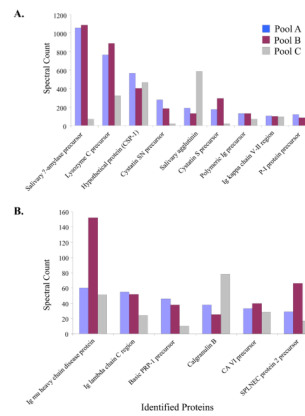 A.
Pool A
Pool B
Pool C
Spectral Count
1200
1000
800
600
400
200
0
Salivary ?-amylase precursor
Lysozyme C precursor
Hypothetical protein (CSP-1)
Cystatin SN precursor
Salivary agglutinin
Cystatin S precursor
Polymeric Ig precursor
Ig kappa chain V-II region
P-I protein precursor
B.
Spectral Count
160
140
120
100
80
60
40
20
0
Ig mu heavy chain disease protein
Ig lambda chain C region
Basic PRP-1 precursor
Calgranulin B
CA VI precursor
SPLNEC protein 2 precursor
Identified Proteins